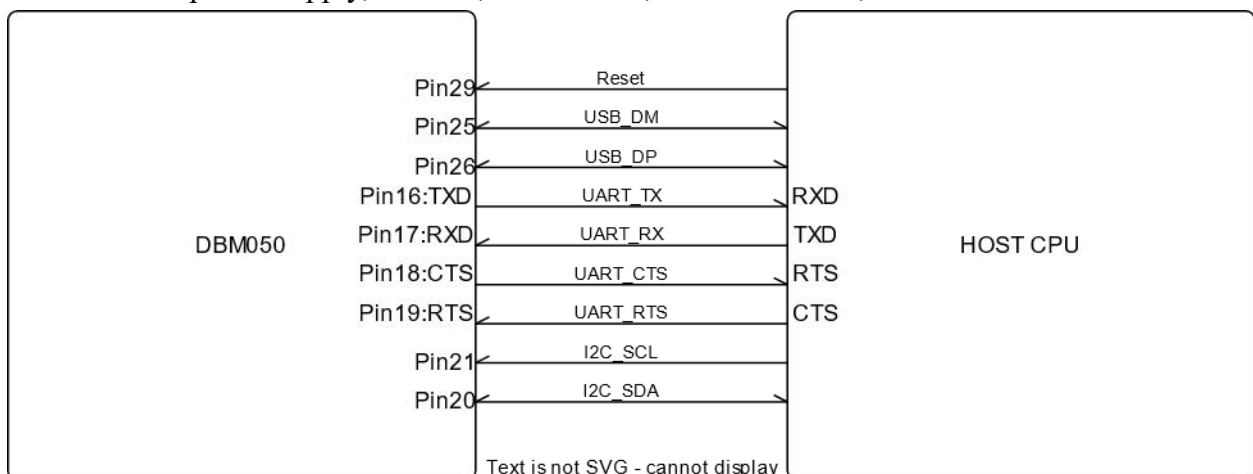 Reset
Pin29
USB_DM
Pin25
USB_DP
Pin26
Pin16:TXD UART_TX RXD
DBM050 Pin17:RXD UART_RX TXD HOST CPU
Pin18:CTS UART_CTS RTS
Pin19:RTS UART_RTS CTS
I2C_SCL
Pin21
I2C_SDA
Pin20
Text is not SVG - cannot display